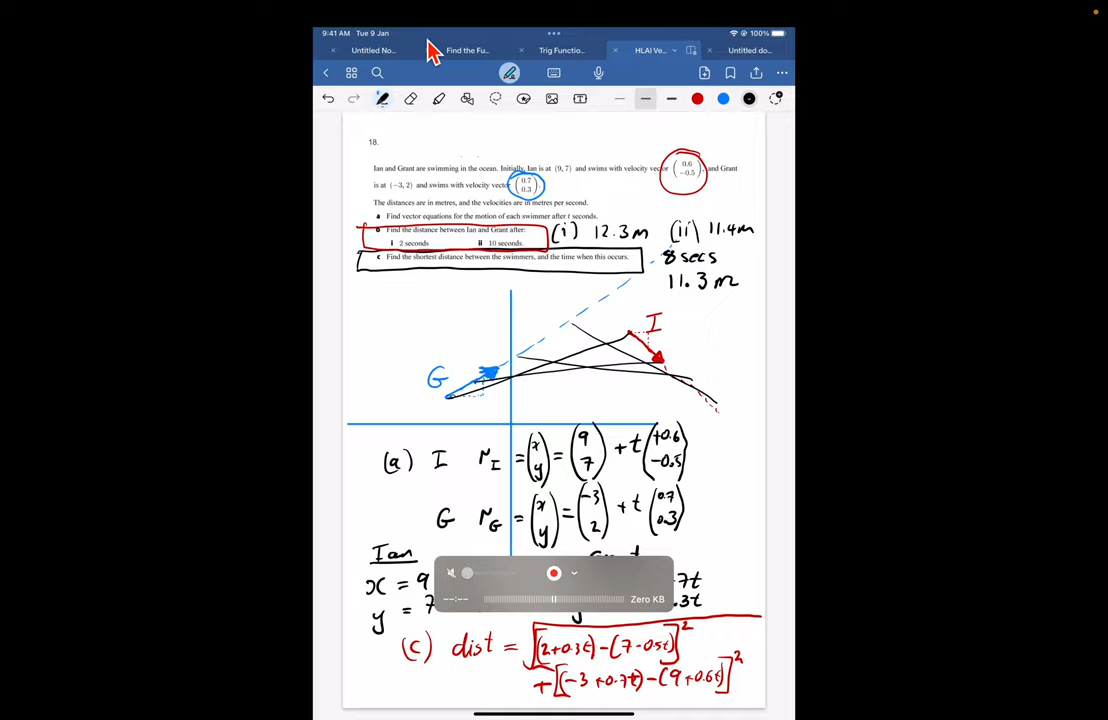 9:41 AM Tue 9 Jan
100%
Untitled No...
Find the Fu...
Trig Functio...
HLAI Ve...
Untitled do...
18.
Ian and Grant are swimming in the ocean. Initially, Ian is at (9, 7) and swims with velocity vector (0.6 −0.5), and Grant
is at (−3, 2) and swims with velocity vector (0.7 0.3).
The distances are in metres, and the velocities are in metres per second.
a Find vector equations for the motion of each swimmer after t seconds.
b Find the distance between Ian and Grant after:
i 2 seconds ii 10 seconds.
(i) 12.3 m (ii) 11.4m
c Find the shortest distance between the swimmers, and the time when this occurs.
8 secs
11.3 m
I
G
(a) I r_I = (x y) = (9 7) + t (+0.6 −0.5)
G r_G = (x y) = (−3 2) + t (0.7 0.3)
Ian
x = 9
7t
y = 7
y
3t
Zero KB
--:--
(c) dist = √[(2+0.3t)−(7−0.5t)]²
+[(−3+0.7t)−(9+0.6t)]²